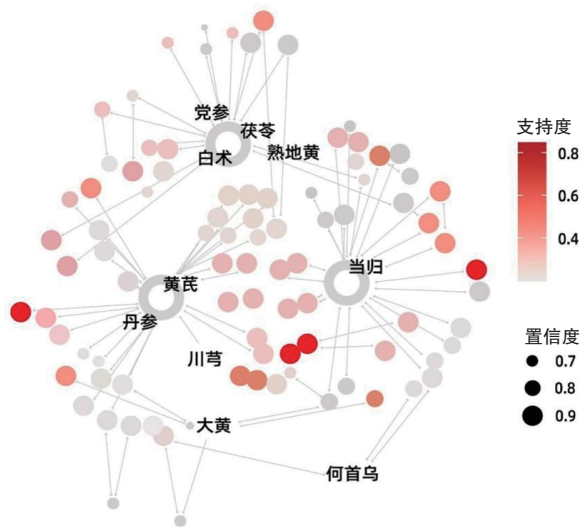 党参
茯苓
白术
熟地黄
当归
黄芪
丹参
川芎
大黄
何首乌
支持度
0.8
0.6
0.4
置信度
0.7
0.8
0.9